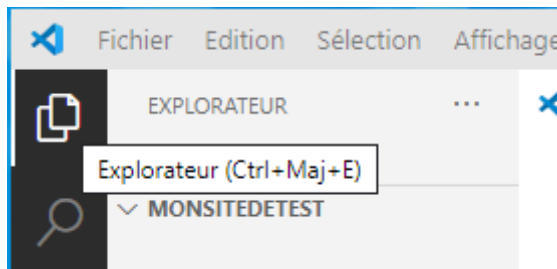 Fichier Edition Sélection Affichage
EXPLORATEUR ...
Explorateur (Ctrl+Maj+E)
MONSITEDETEST